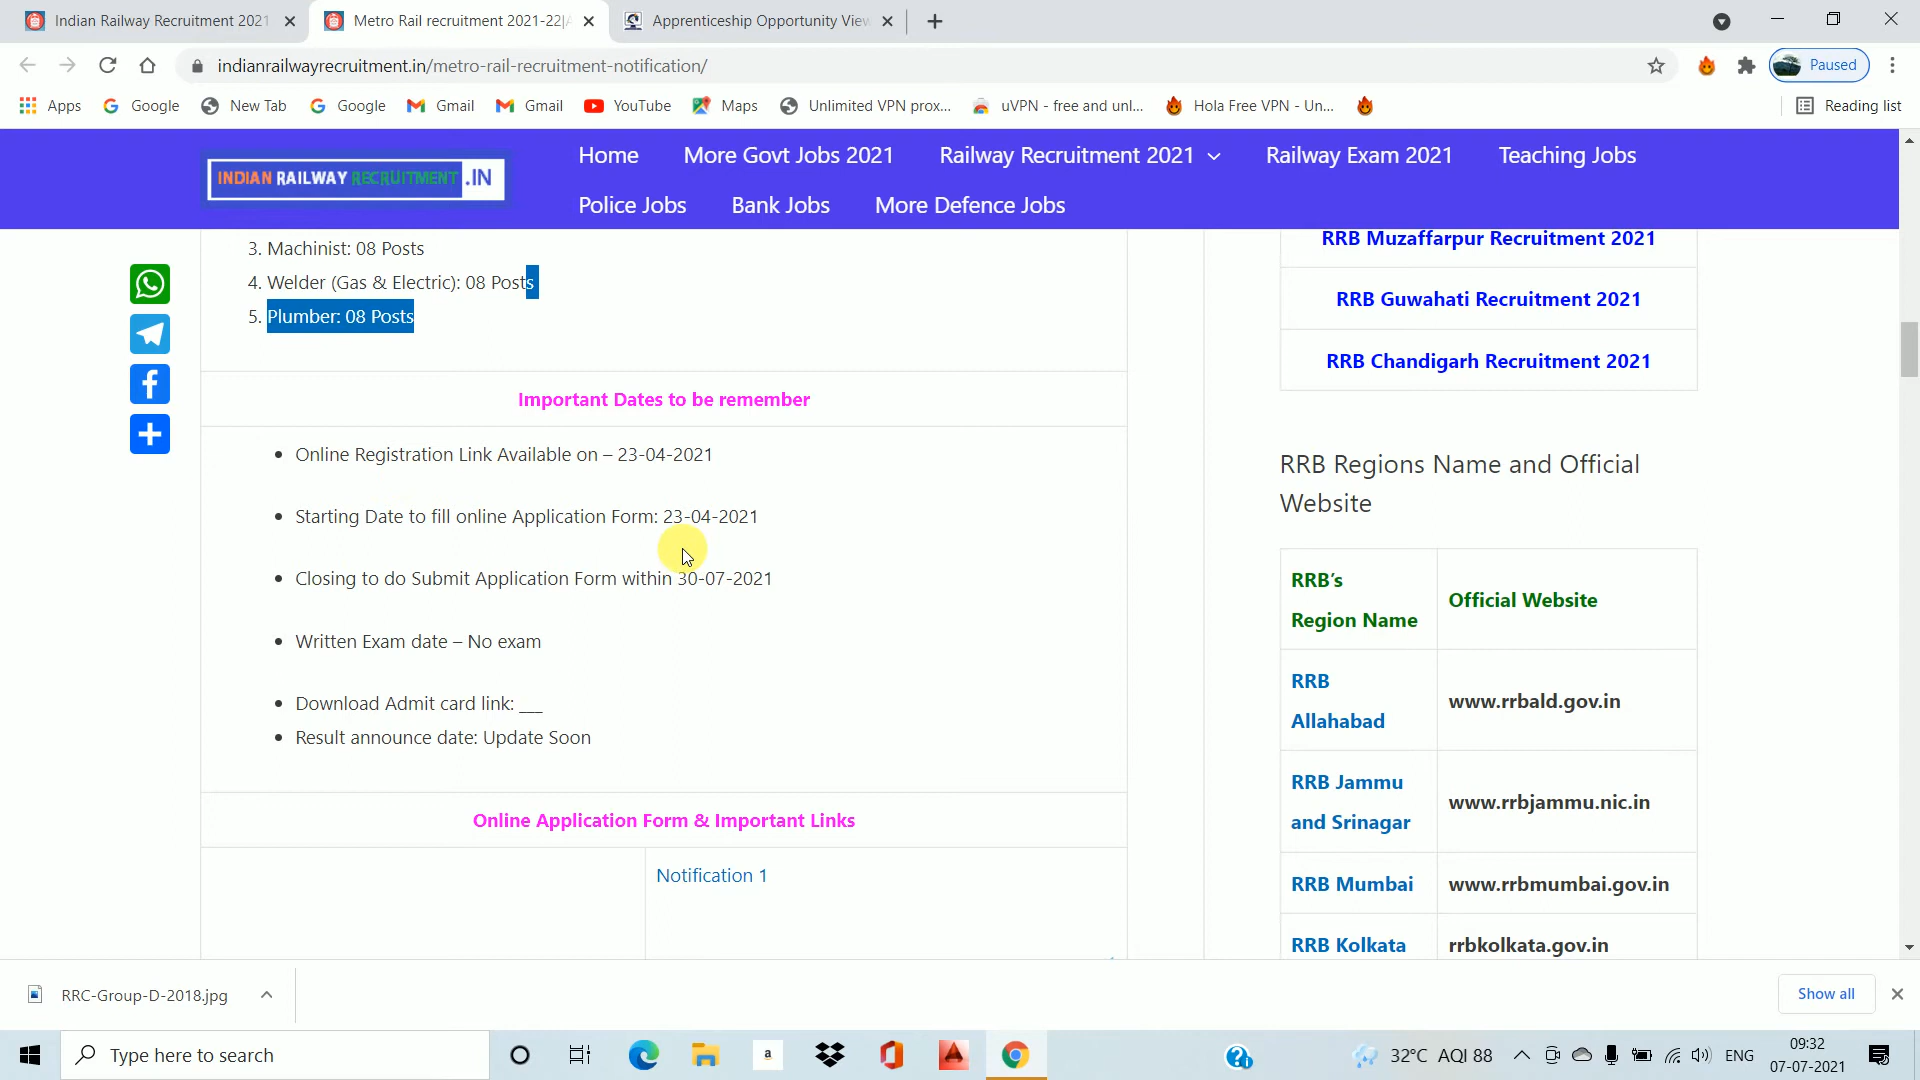 Indian Railway Recruitment 2021
Metro Rail recruitment 2021-22|
Apprenticeship Opportunity View
indianrailwayrecruitment.in/metro-rail-recruitment-notification/
Paused
Apps
Google
New Tab
Google
Gmail
Gmail
YouTube
Maps
Unlimited VPN prox...
uVPN - free and unl...
Hola Free VPN - Un...
Reading list
INDIAN RAILWAY RECRUITMENT .IN
Home
More Govt Jobs 2021
Railway Recruitment 2021
Railway Exam 2021
Teaching Jobs
Police Jobs
Bank Jobs
More Defence Jobs
3. Machinist: 08 Posts
4. Welder (Gas & Electric): 08 Posts
5. Plumber: 08 Posts
Important Dates to be remember
• Online Registration Link Available on – 23-04-2021
• Starting Date to fill online Application Form: 23-04-2021
• Closing to do Submit Application Form within 30-07-2021
• Written Exam date – No exam
• Download Admit card link: ___
• Result announce date: Update Soon
Online Application Form & Important Links
Notification 1
RRB Muzaffarpur Recruitment 2021
RRB Guwahati Recruitment 2021
RRB Chandigarh Recruitment 2021
RRB Regions Name and Official
Website
RRB's
Region Name
Official Website
RRB
Allahabad
www.rrbald.gov.in
RRB Jammu
and Srinagar
www.rrbjammu.nic.in
RRB Mumbai
www.rrbmumbai.gov.in
RRB Kolkata
rrbkolkata.gov.in
RRC-Group-D-2018.jpg
Show all
Type here to search
a
32°C AQI 88
ENG
09:32
07-07-2021